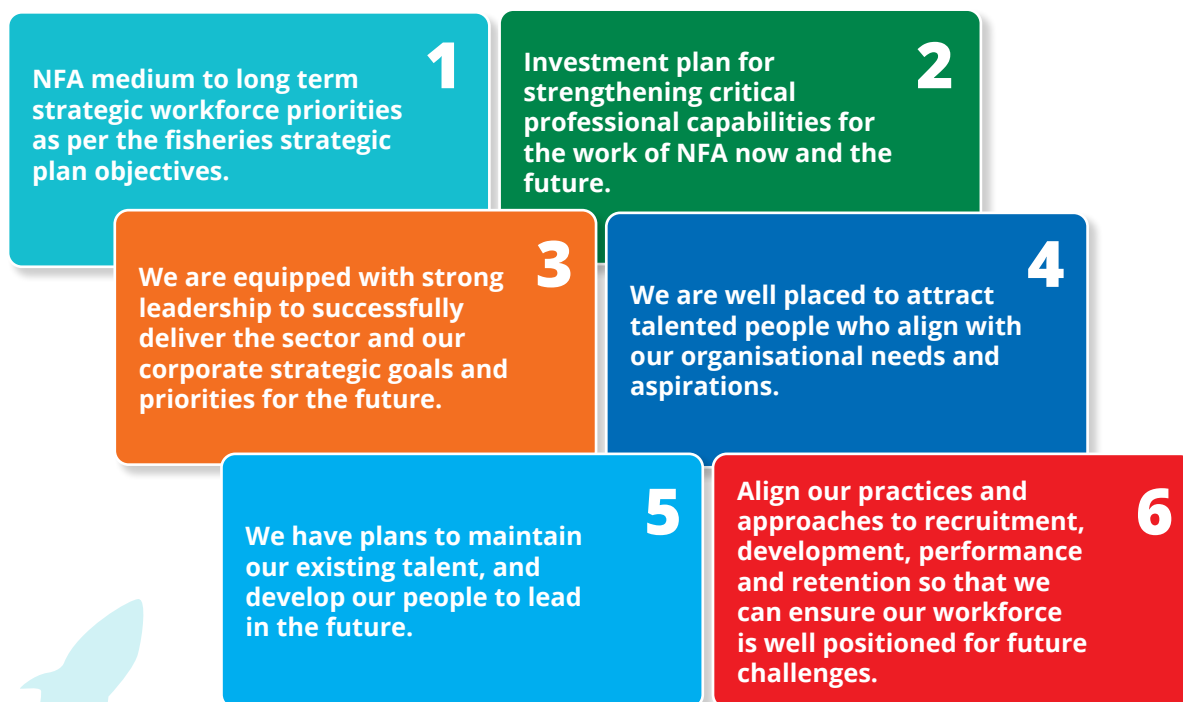 1
NFA medium to long term
strategic workforce priorities
as per the fisheries strategic
plan objectives.
2
Investment plan for
strengthening critical
professional capabilities for
the work of NFA now and the
future.
3
We are equipped with strong
leadership to successfully
deliver the sector and our
corporate strategic goals and
priorities for the future.
4
We are well placed to attract
talented people who align with
our organisational needs and
aspirations.
5
We have plans to maintain
our existing talent, and
develop our people to lead
in the future.
6
Align our practices and
approaches to recruitment,
development, performance
and retention so that we
can ensure our workforce
is well positioned for future
challenges.